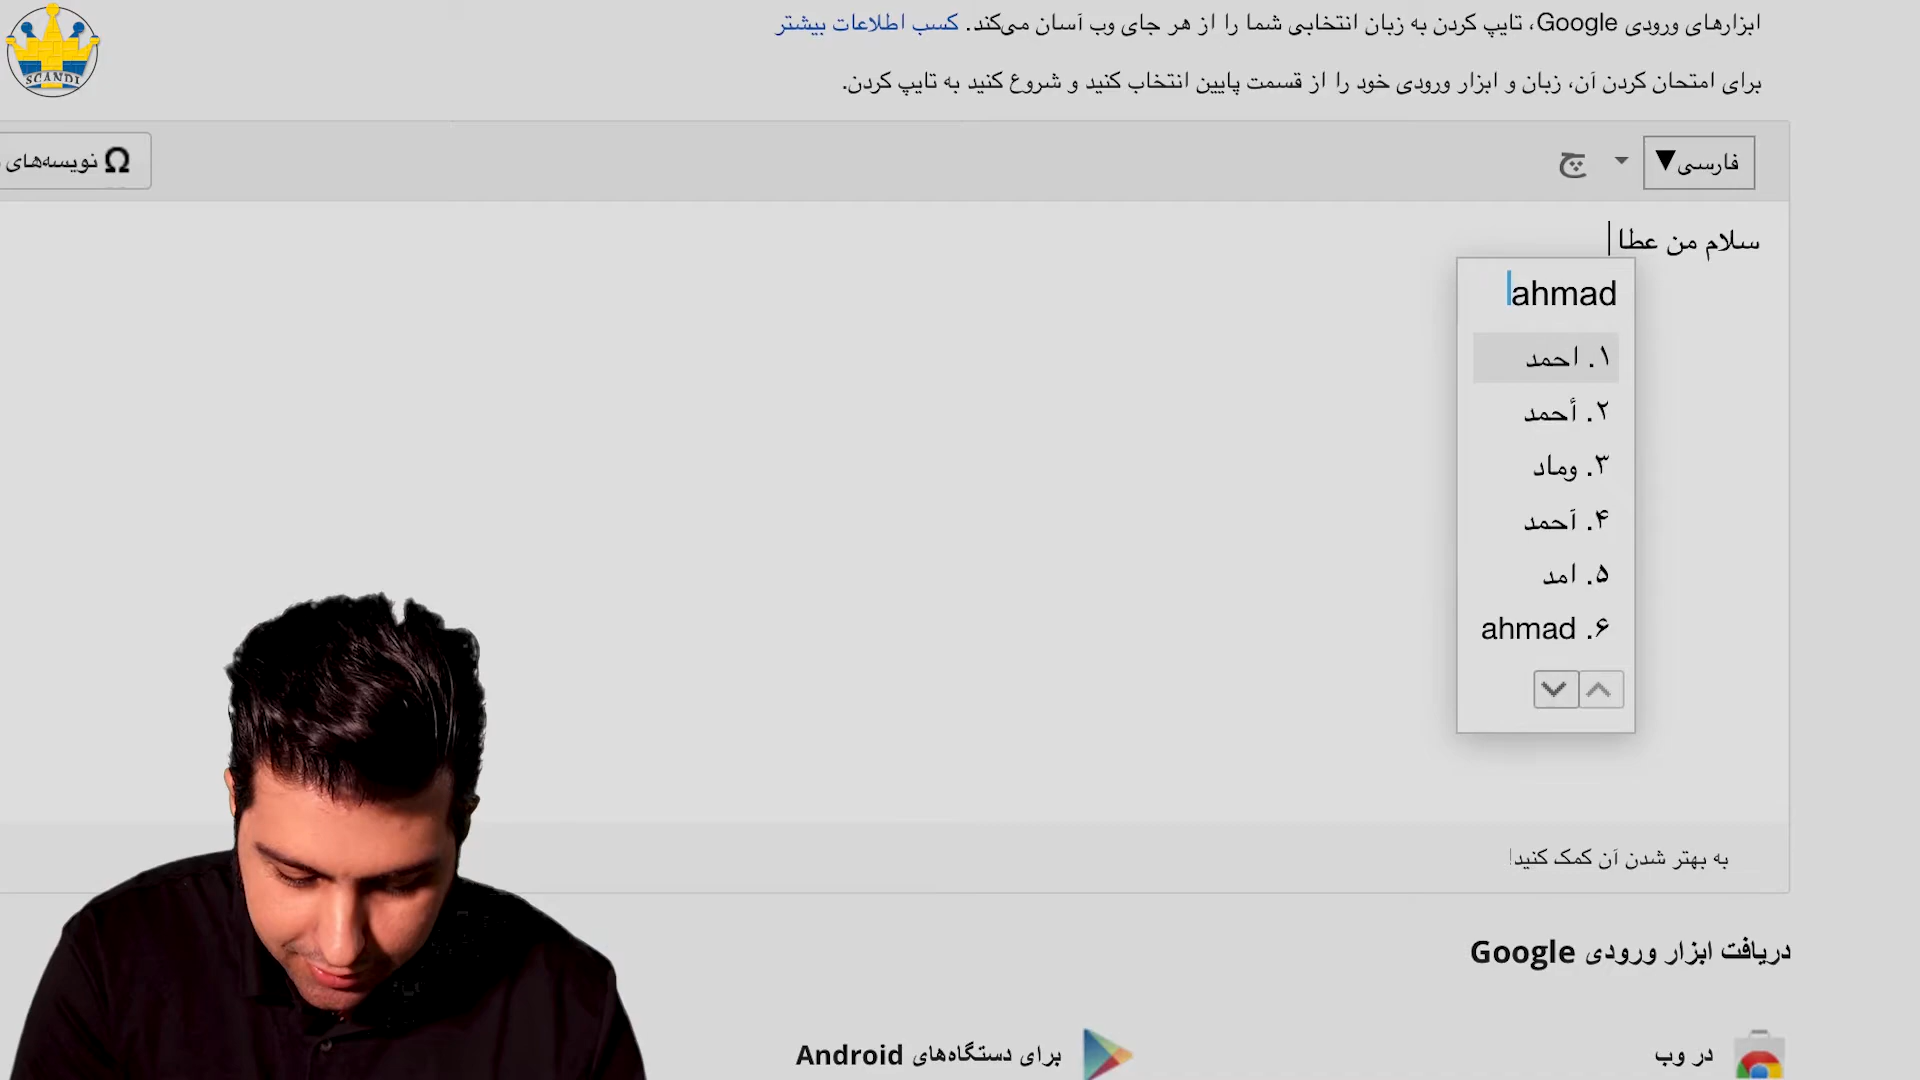 SCANDI
ابزارهای ورودی Google، تایپ کردن به زبان انتخابی شما را از هر جای وب آسان می‌کند. کسب اطلاعات بیشتر
برای امتحان کردن آن، زبان و ابزار ورودی خود را از قسمت پایین انتخاب کنید و شروع کنید به تایپ کردن.
فارسی▼ چ
Ω نویسه‌های
سلام من عطا
ahmad
۱. احمد
۲. أحمد
۳. وماد
۴. آحمد
۵. امد
۶. ahmad
به بهتر شدن آن کمک کنید!
دریافت ابزار ورودی Google
در وب
برای دستگاه‌های Android